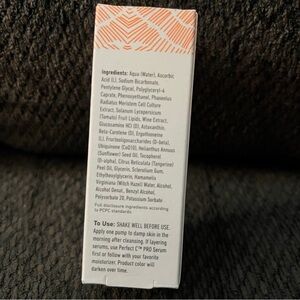 Ingredients: Aqua (Water), Ascorbic
Acid (L), Sodium Bicarbonate,
Pentylene Glycol, Polyglyceryl-4
Caprate, Phenoxyethanol, Phaseolus
Radiatus Meristem Cell Culture
Extract, Solanum Lycopersicum
(Tomato) Fruit Lipids, Wine Extract,
Glucosamine HCl (D), Astaxanthin,
Beta-Carotene (D), Ergothioneine
(L), Fructooligosaccharides (D-beta),
Ubiquinone (CoQ10), Helianthus Annuus
(Sunflower) Seed Oil, Tocopherol
(D-alpha), Citrus Reticulata (Tangerine)
Peel Oil, Glycerin, Sclerotium Gum,
Ethylhexylglycerin, Hamamelis
Virginiana (Witch Hazel) Water, Alcohol,
Alcohol Denat., Benzyl Alcohol,
Polysorbate 20, Potassium Sorbate
Full disclosure ingredients according
to PCPC standards.
To Use: SHAKE WELL BEFORE USE.
Apply one pump to damp skin in the
morning after cleansing. If layering
serums, use Perfect C™ PRO Serum
first or follow with your favorite
moisturizer. Product color will
darken over time.